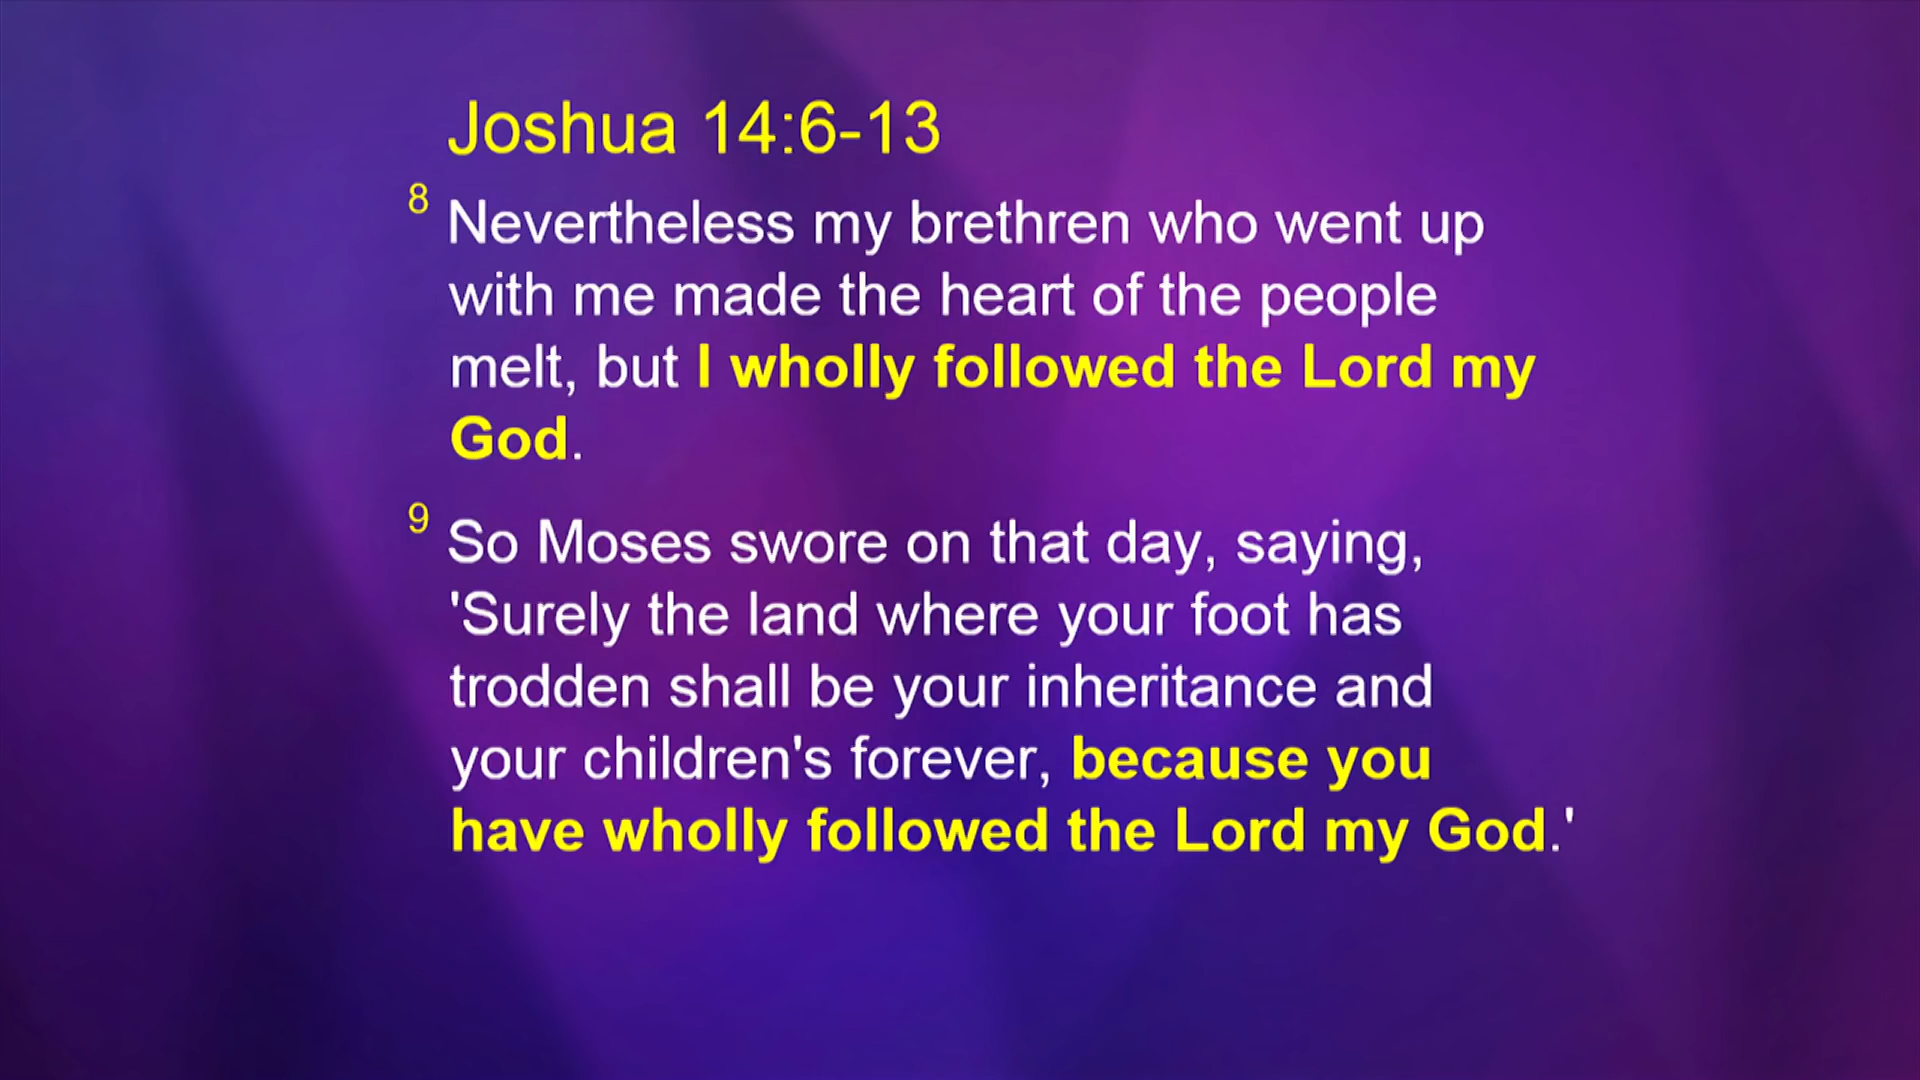 Joshua 14:6-13
8 Nevertheless my brethren who went up
with me made the heart of the people
melt, but I wholly followed the Lord my
God.
9 So Moses swore on that day, saying,
'Surely the land where your foot has
trodden shall be your inheritance and
your children's forever, because you
have wholly followed the Lord my God.'